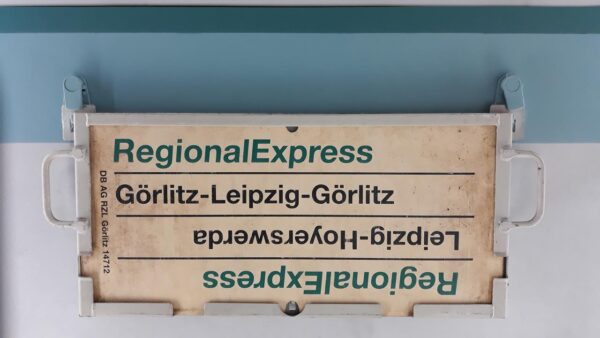 RegionalExpress
Görlitz-Leipzig-Görlitz
Leipzig-Hoyerswerda
RegionalExpress
DB AG RZL Görlitz 14712